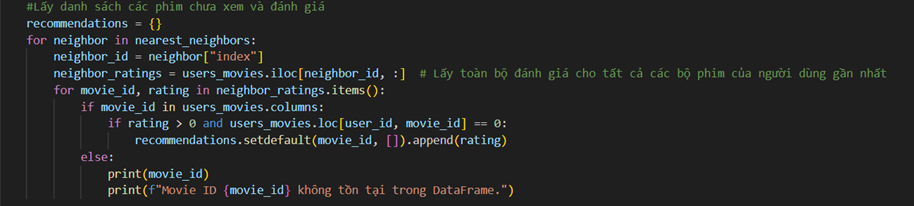 #Lấy danh sách các phim chưa xem và đánh giá
recommendations = {}
for neighbor in nearest_neighbors:
    neighbor_id = neighbor["index"]
    neighbor_ratings = users_movies.iloc[neighbor_id, :]  # Lấy toàn bộ đánh giá cho tất cả các bộ phim của người dùng gần nhất
    for movie_id, rating in neighbor_ratings.items():
        if movie_id in users_movies.columns:
            if rating > 0 and users_movies.loc[user_id, movie_id] == 0:
                recommendations.setdefault(movie_id, []).append(rating)
        else:
            print(movie_id)
            print(f"Movie ID {movie_id} không tồn tại trong DataFrame.")